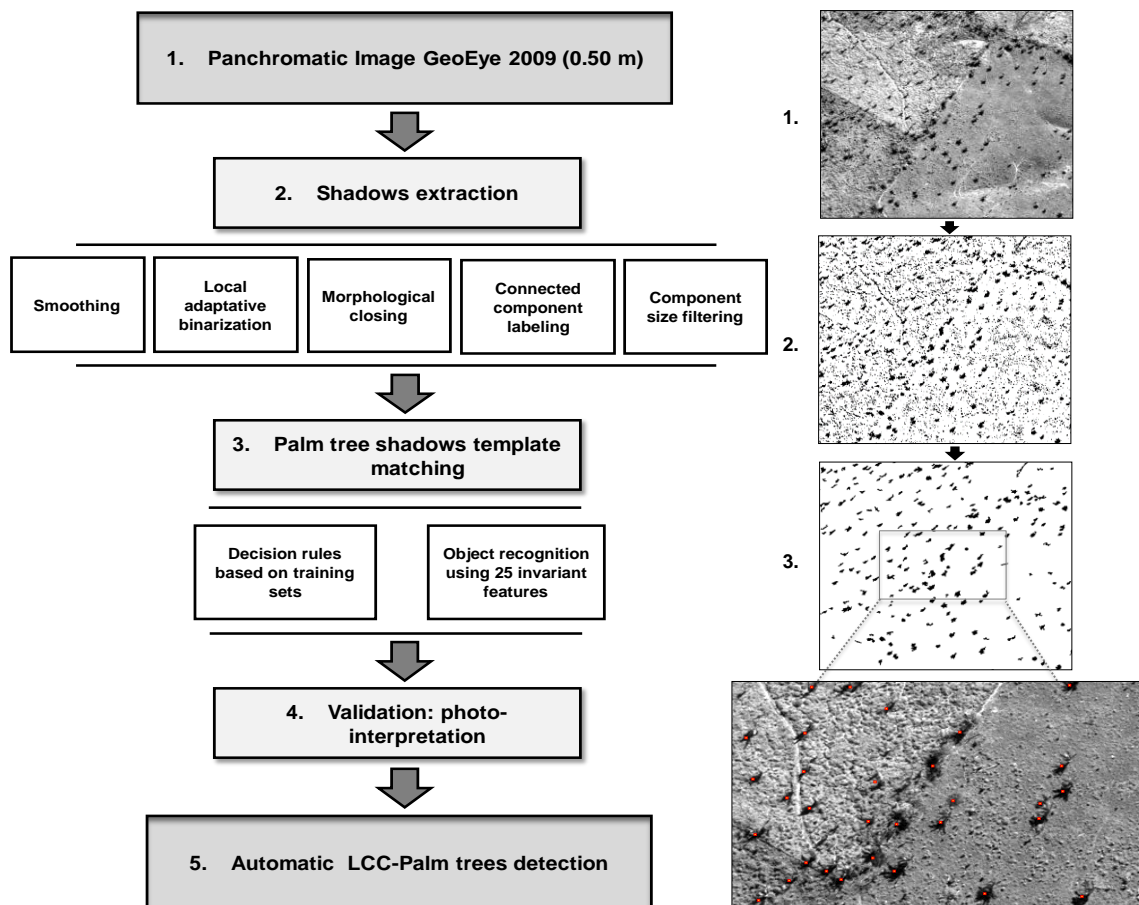 1. Panchromatic Image GeoEye 2009 (0.50 m)
2. Shadows extraction
Smoothing
Local
adaptative
binarization
Morphological
closing
Connected
component
labeling
Component
size filtering
3. Palm tree shadows template
matching
Decision rules
based on training
sets
Object recognition
using 25 invariant
features
4. Validation: photo-
interpretation
5. Automatic LCC-Palm trees detection
1.
2.
3.